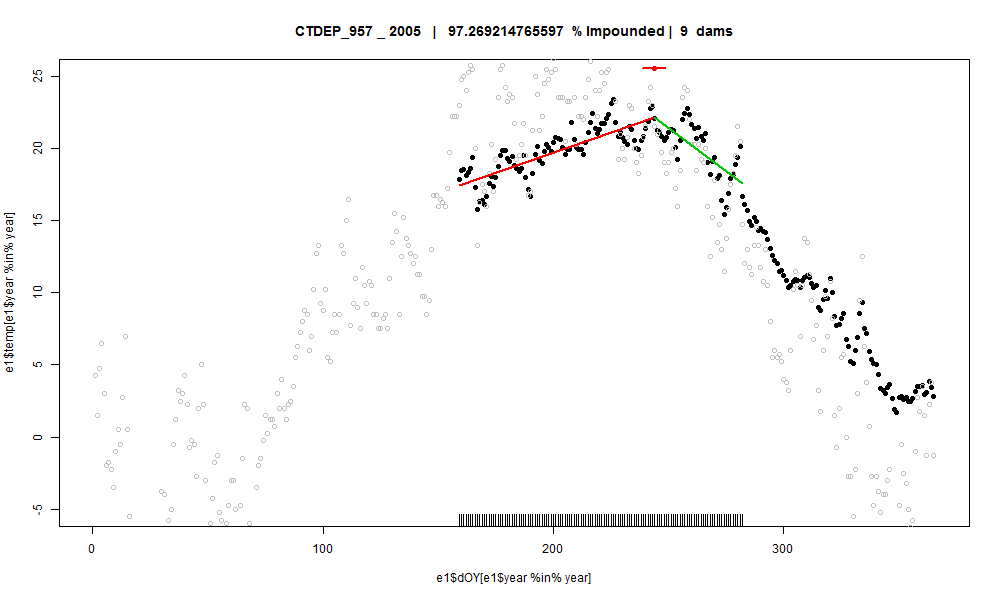 CTDEP_957 _ 2005 | 97.269214765597 % Impounded | 9 dams
25
20
15
10
5
0
-5
e1$temp[e1$year %in% year]
0 100 200 300
e1$dOY[e1$year %in% year]